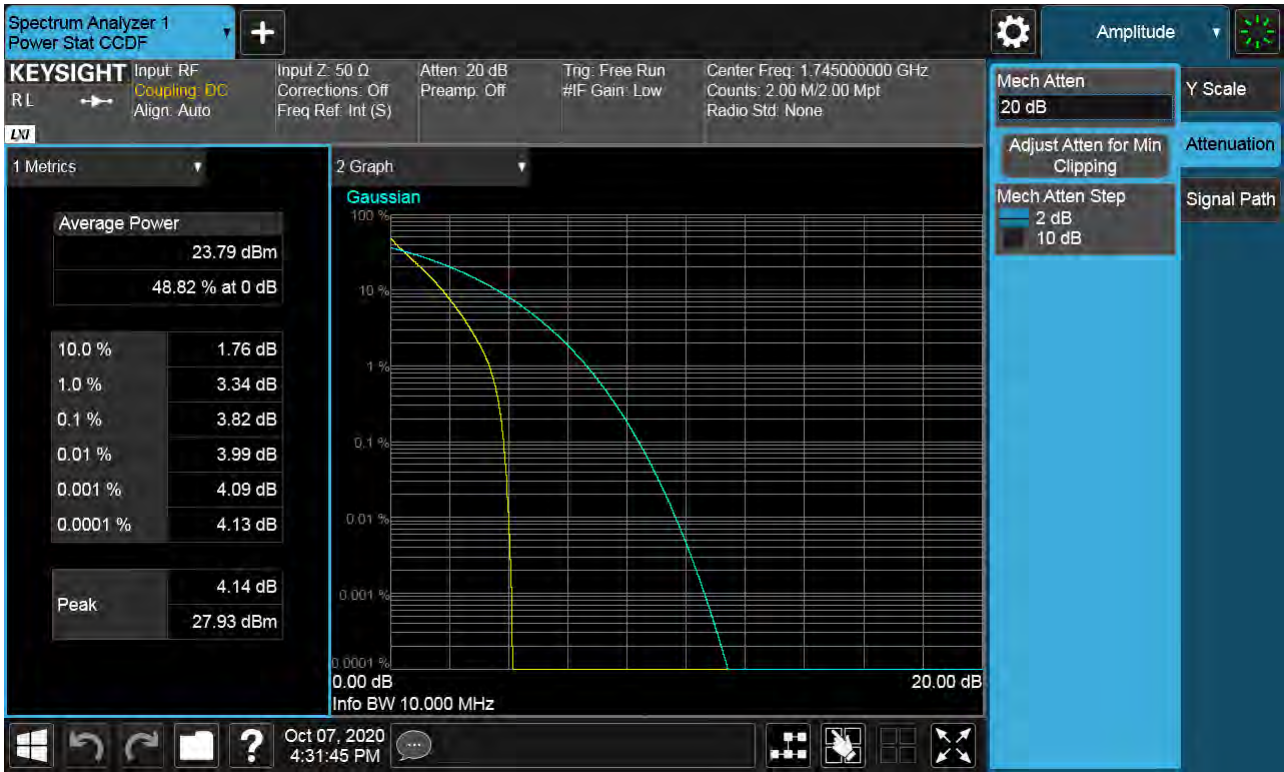 Spectrum Analyzer 1
Power Stat CCDF
+
Amplitude
KEYSIGHT
R L
LXI
Input: RF
Coupling: DC
Align: Auto
Input Z: 50 Ω
Corrections: Off
Freq Ref: Int (S)
Atten: 20 dB
Preamp: Off
Trig: Free Run
#IF Gain: Low
Center Freq: 1.745000000 GHz
Counts: 2.00 M/2.00 Mpt
Radio Std: None
Mech Atten
20 dB
Adjust Atten for Min
Clipping
Mech Atten Step
2 dB
10 dB
Y Scale
Attenuation
Signal Path
1 Metrics
Average Power
23.79 dBm
48.82 % at 0 dB
10.0 % 1.76 dB
1.0 % 3.34 dB
0.1 % 3.82 dB
0.01 % 3.99 dB
0.001 % 4.09 dB
0.0001 % 4.13 dB
Peak
4.14 dB
27.93 dBm
2 Graph
Gaussian
100 %
10 %
1 %
0.1 %
0.01 %
0.001 %
0.0001 %
0.00 dB 20.00 dB
Info BW 10.000 MHz
?
Oct 07, 2020
4:31:45 PM